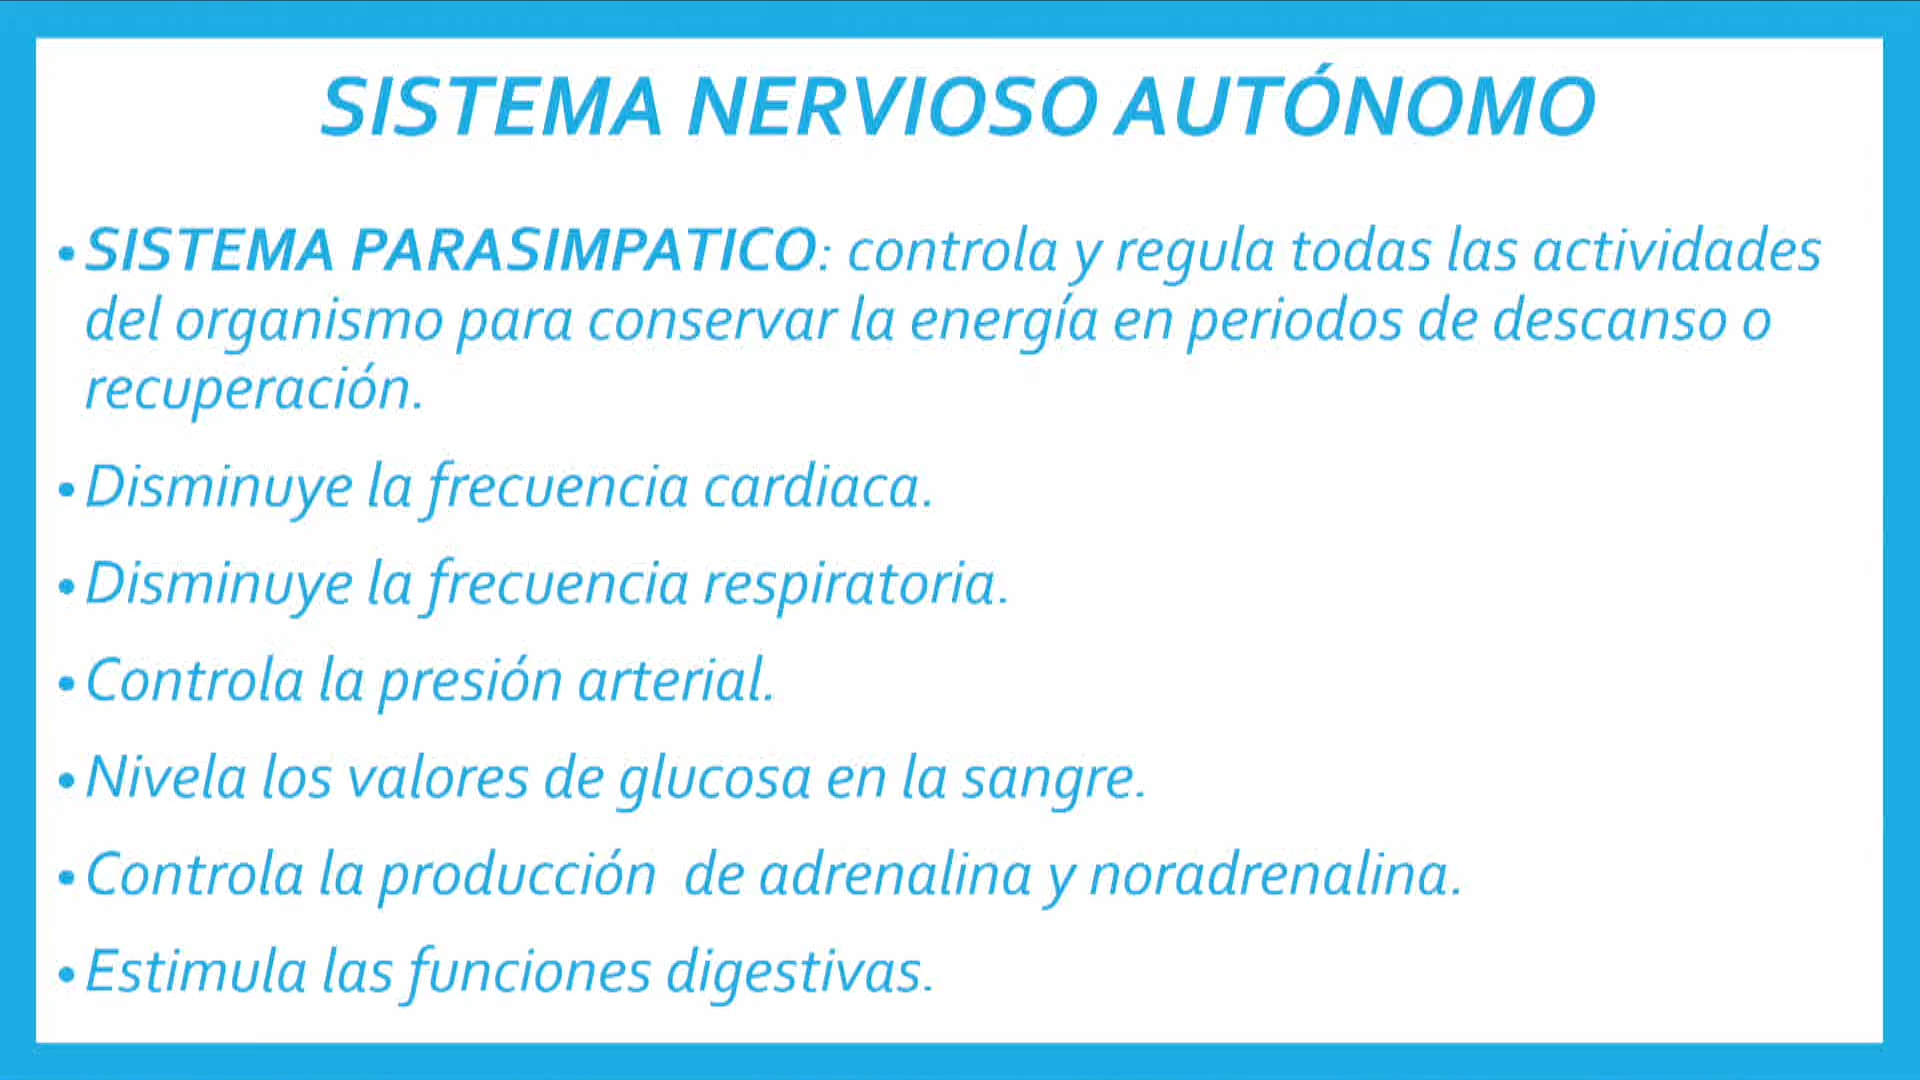 SISTEMA NERVIOSO AUTÓNOMO
• SISTEMA PARASIMPATICO: controla y regula todas las actividades
del organismo para conservar la energía en periodos de descanso o
recuperación.
• Disminuye la frecuencia cardiaca.
• Disminuye la frecuencia respiratoria.
• Controla la presión arterial.
• Nivela los valores de glucosa en la sangre.
• Controla la producción  de adrenalina y noradrenalina.
• Estimula las funciones digestivas.